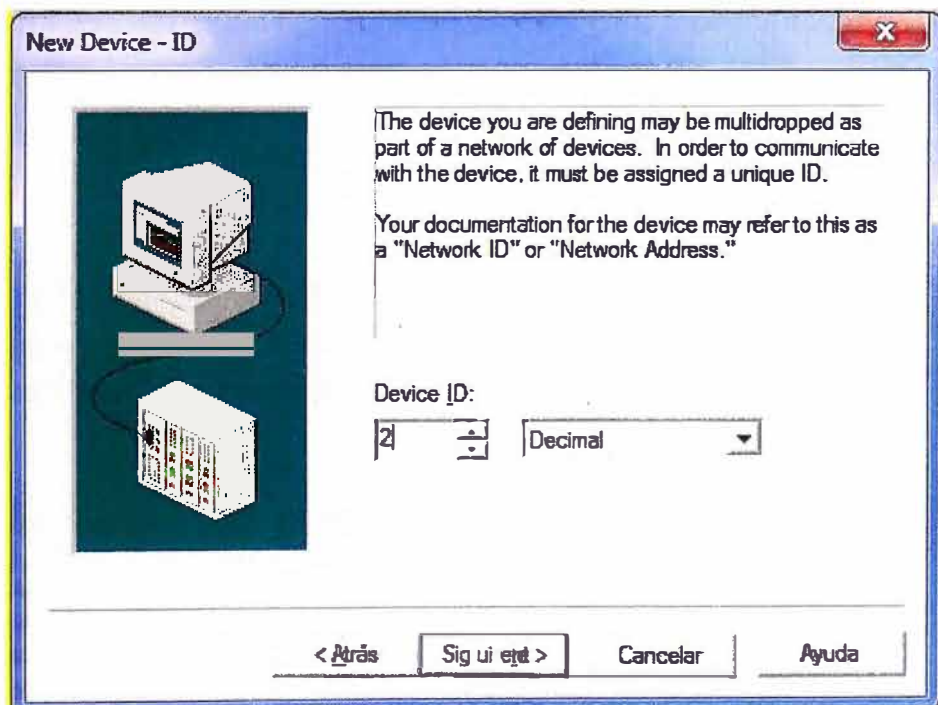 New Device - ID
The device you are defining may be multidropped as
part of a network of devices. In order to communicate
with the device, it must be assigned a unique ID.
Your documentation for the device may refer to this as
a "Network ID" or "Network Address."
Device ID:
2 Decimal
< Atrás Siguiente > Cancelar Ayuda